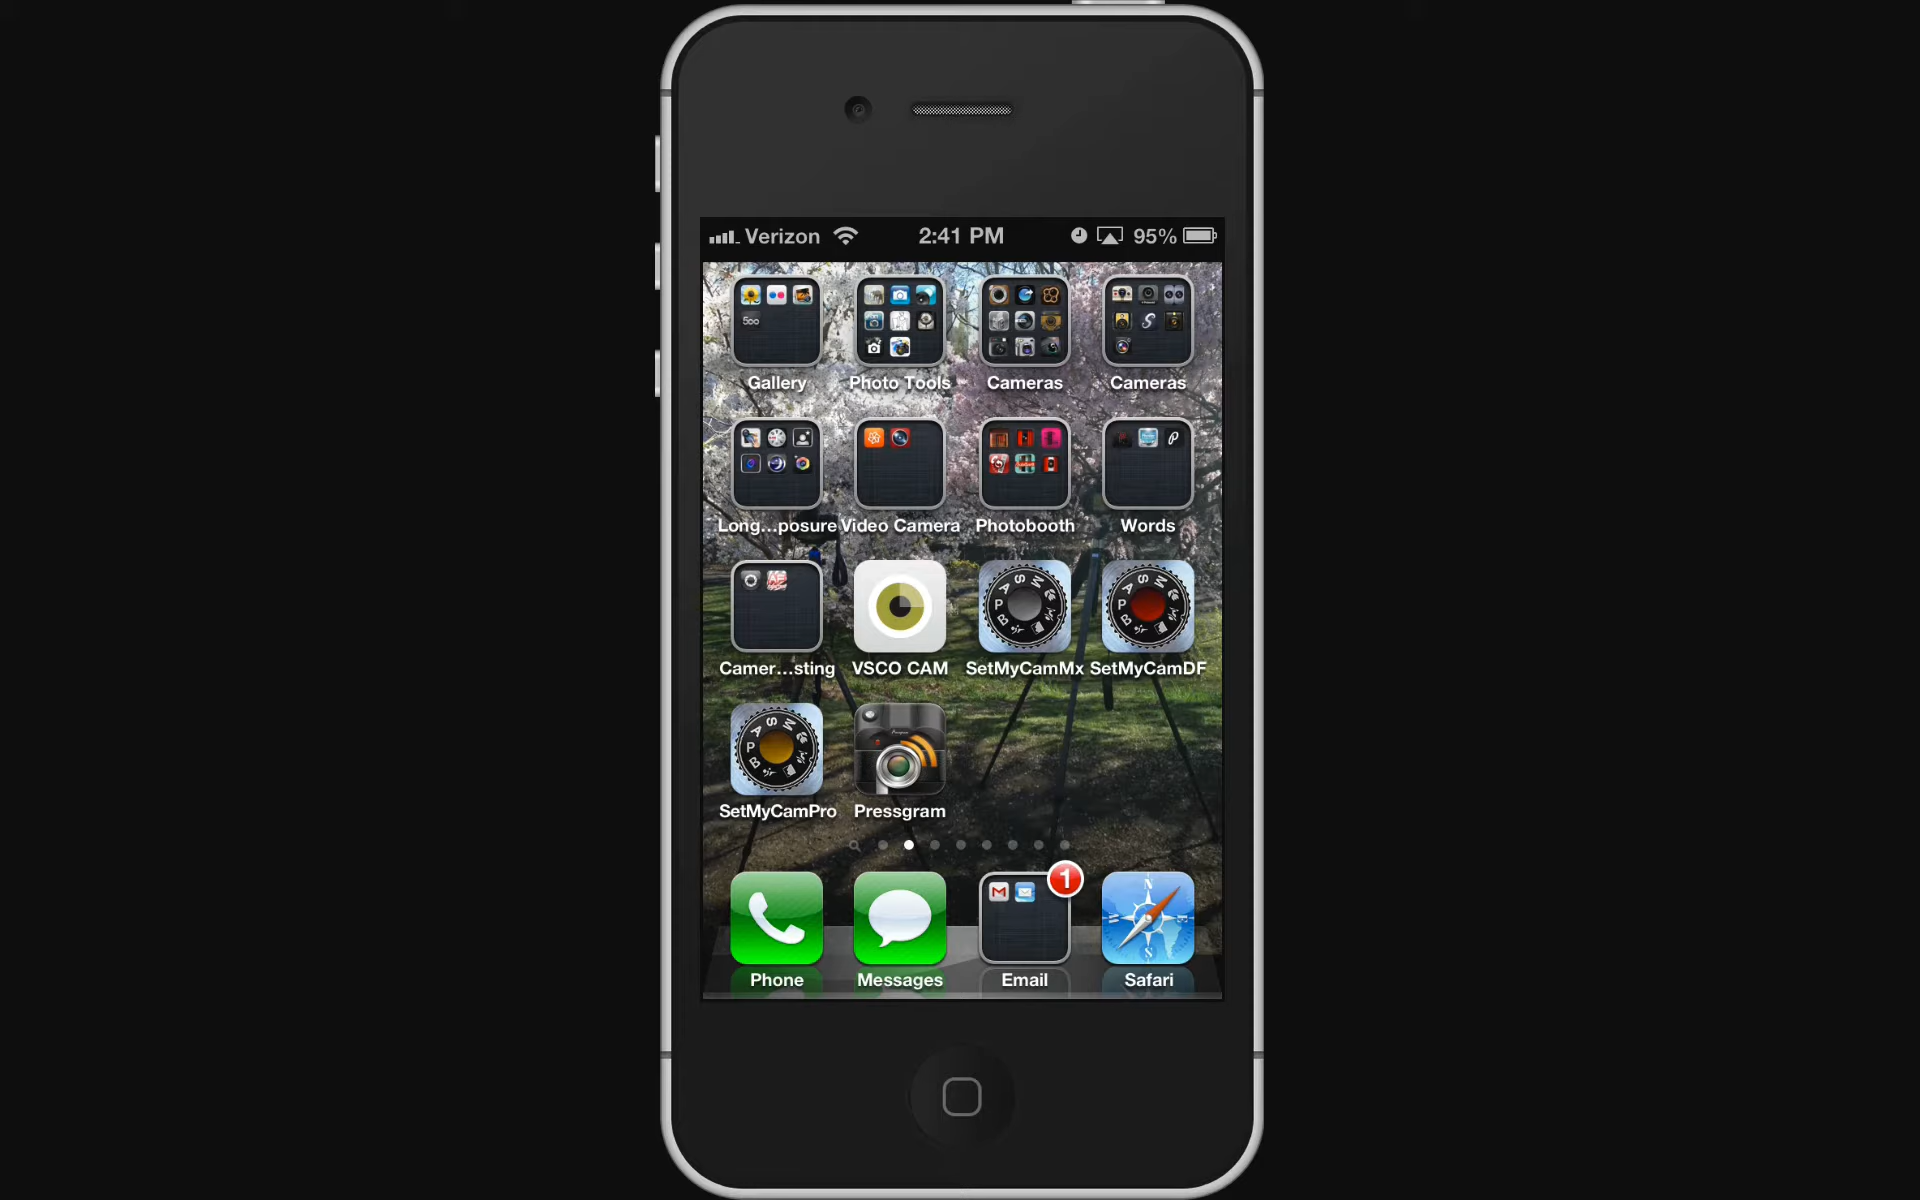 Verizon 2:41 PM 95%
500
Gallery Photo Tools Cameras Cameras
Long...posure Video Camera Photobooth Words
Camer...sting VSCO CAM SetMyCamMx SetMyCamDF
SetMyCamPro Pressgram
1
Phone Messages Email Safari